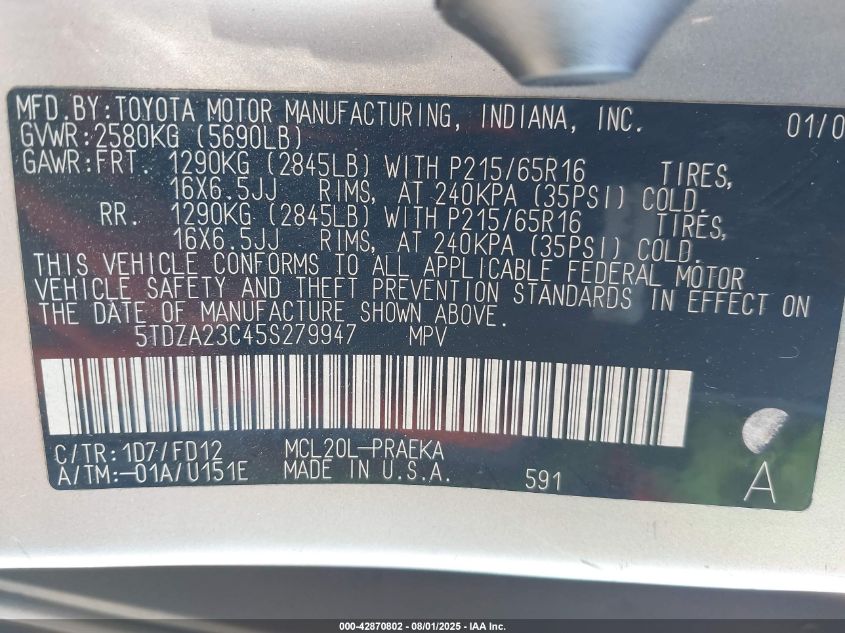 MFD.BY:TOYOTA MOTOR MANUFACTURING, INDIANA, INC. 01/0
GVWR:2580KG (5690LB)
GAWR:FRT. 1290KG (2845LB) WITH P215/65R16 TIRES,
16X6.5JJ RIMS, AT 240KPA (35PSI) COLD.
RR. 1290KG (2845LB) WITH P215/65R16 TIRES,
16X6.5JJ RIMS, AT 240KPA (35PSI) COLD.
THIS VEHICLE CONFORMS TO ALL APPLICABLE FEDERAL MOTOR
VEHICLE SAFETY AND THEFT PREVENTION STANDARDS IN EFFECT ON
THE DATE OF MANUFACTURE SHOWN ABOVE.
5TDZA23C45S279947 MPV
C/TR:1D7/FD12 MCL20L-PRAEKA
A/TM:-01A/U151E MADE IN U.S.A. 591
A
000-42870802 - 08/01/2025 - IAA Inc.